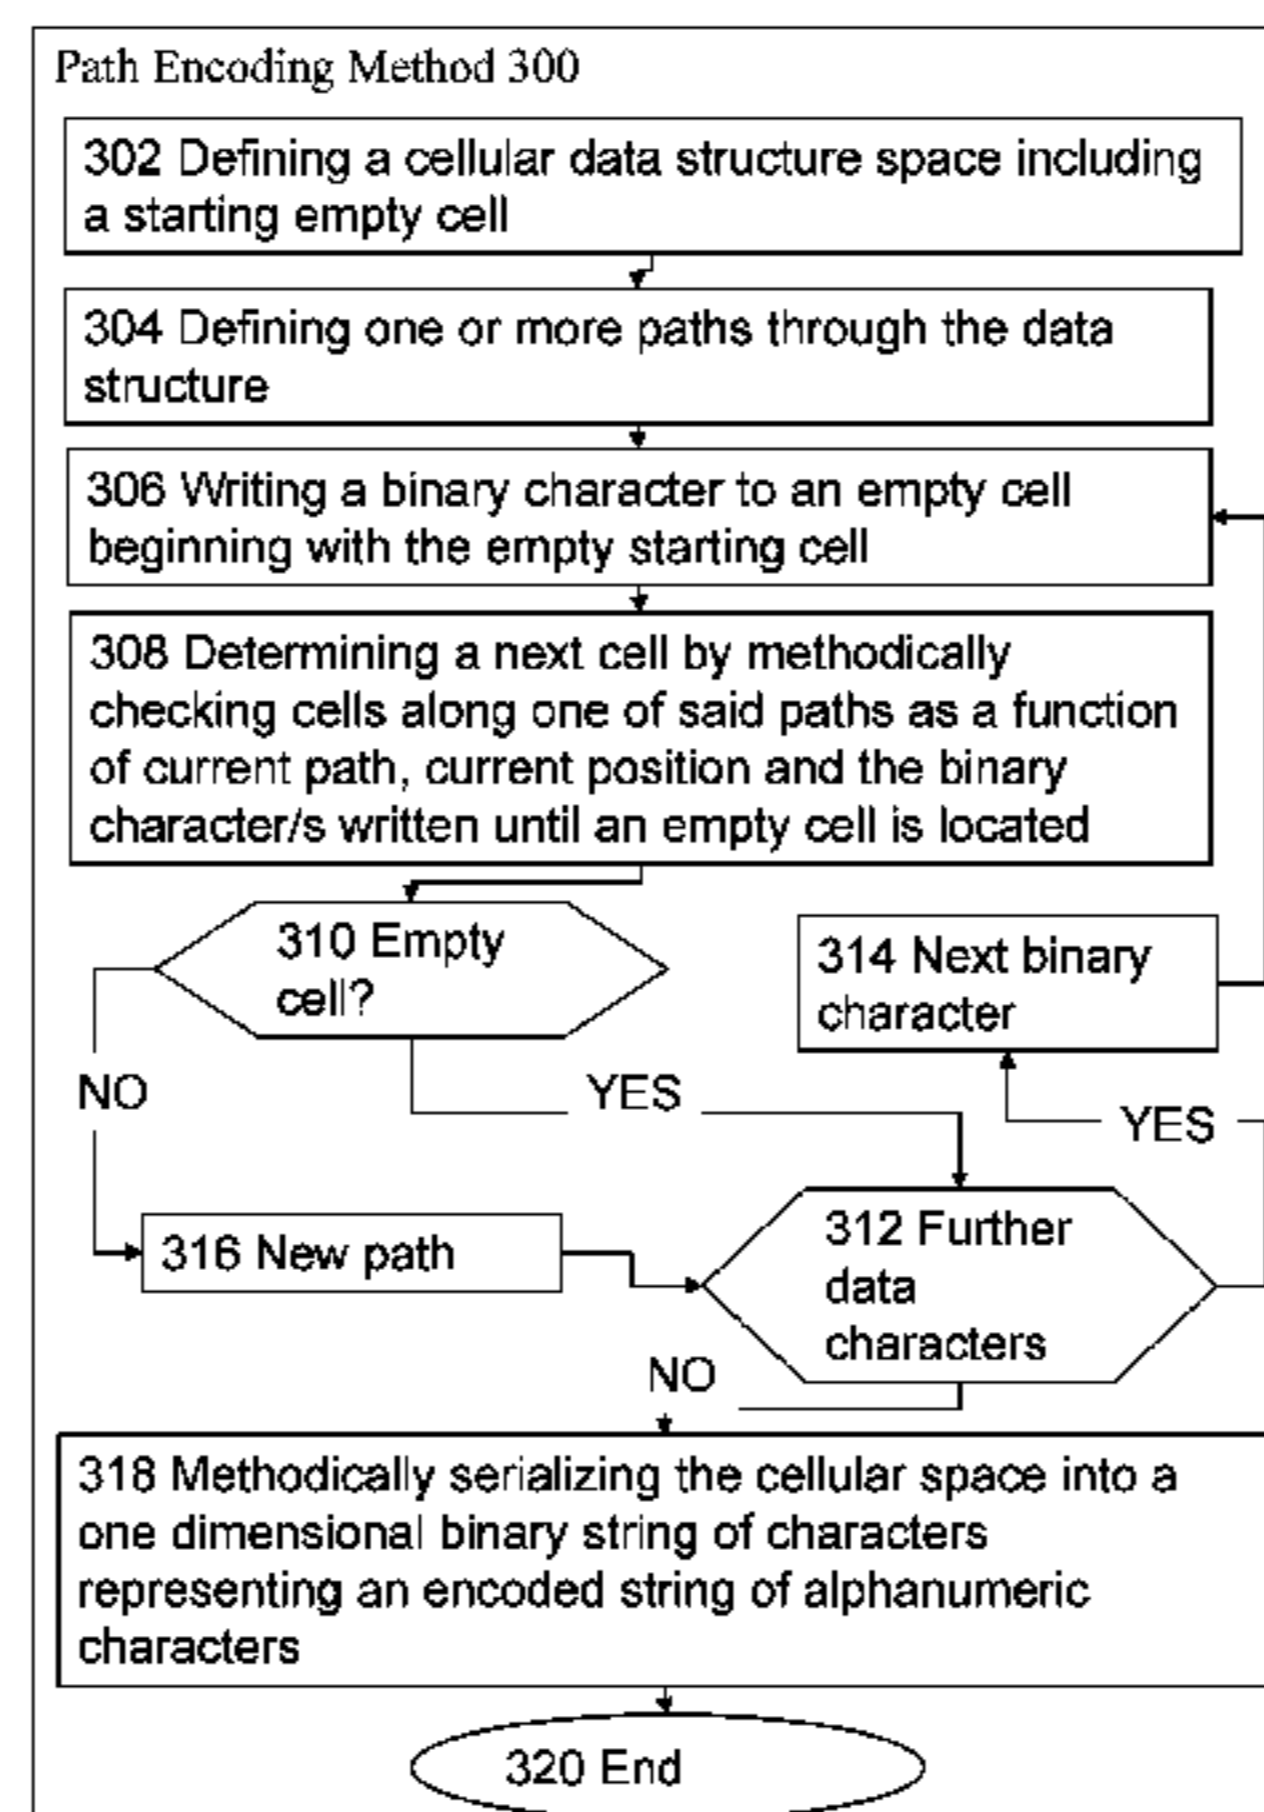 Path Encoding Method 300
302 Defining a cellular data structure space including
a starting empty cell
304 Defining one or more paths through the data
structure
306 Writing a binary character to an empty cell
beginning with the empty starting cell
308 Determining a next cell by methodically
checking cells along one of said paths as a function
of current path, current position and the binary
character/s written until an empty cell is located
310 Empty
cell?
314 Next binary
character
NO
YES
YES
316 New path
312 Further
data
characters
NO
318 Methodically serializing the cellular space into a
one dimensional binary string of characters
representing an encoded string of alphanumeric
characters
320 End